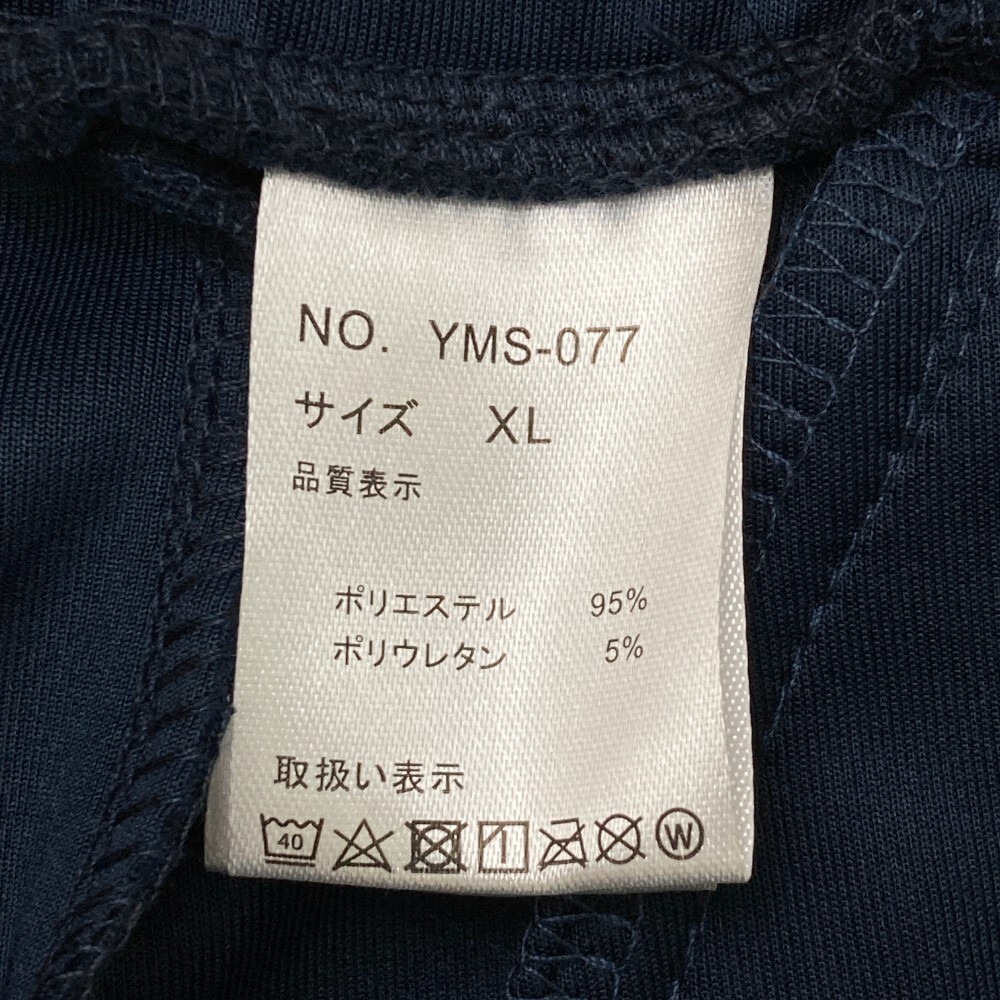 NO. YMS-077
サイズ XL
品質表示
ポリエステル 95%
ポリウレタン 5%
取扱い表示
40 W